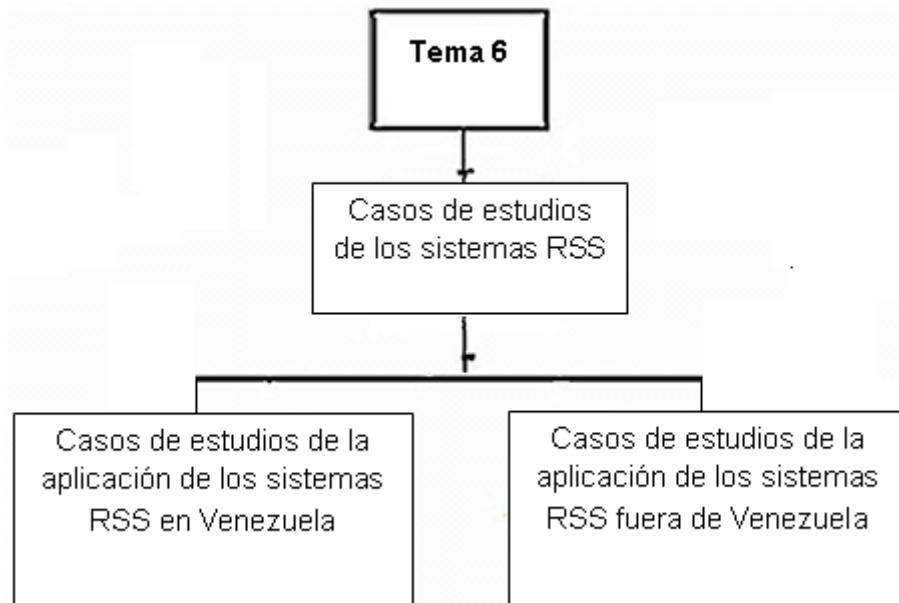 Tema 6
Casos de estudios
de los sistemas RSS
Casos de estudios de la
aplicación de los sistemas
RSS en Venezuela
Casos de estudios de la
aplicación de los sistemas
RSS fuera de Venezuela